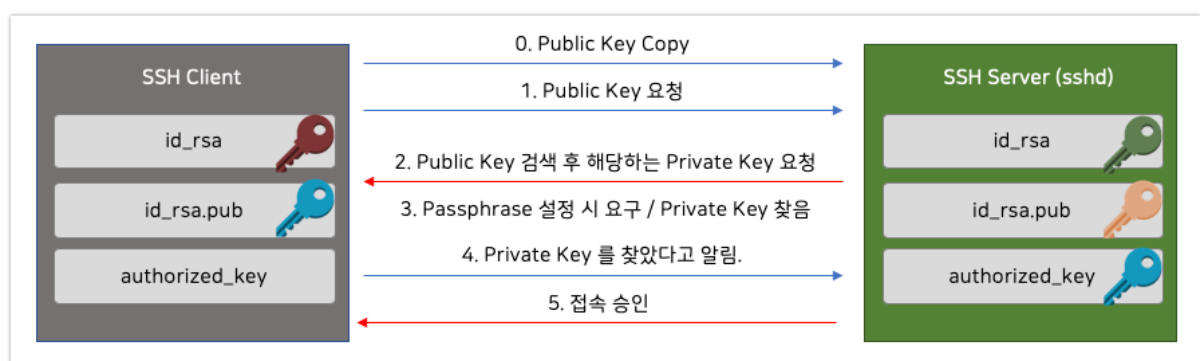 0. Public Key Copy
SSH Client
SSH Server (sshd)
1. Public Key 요청
id_rsa
id_rsa
2. Public Key 검색 후 해당하는 Private Key 요청
id_rsa.pub
3. Passphrase 설정 시 요구 / Private Key 찾음
id_rsa.pub
4. Private Key 를 찾았다고 알림.
authorized_key
authorized_key
5. 접속 승인